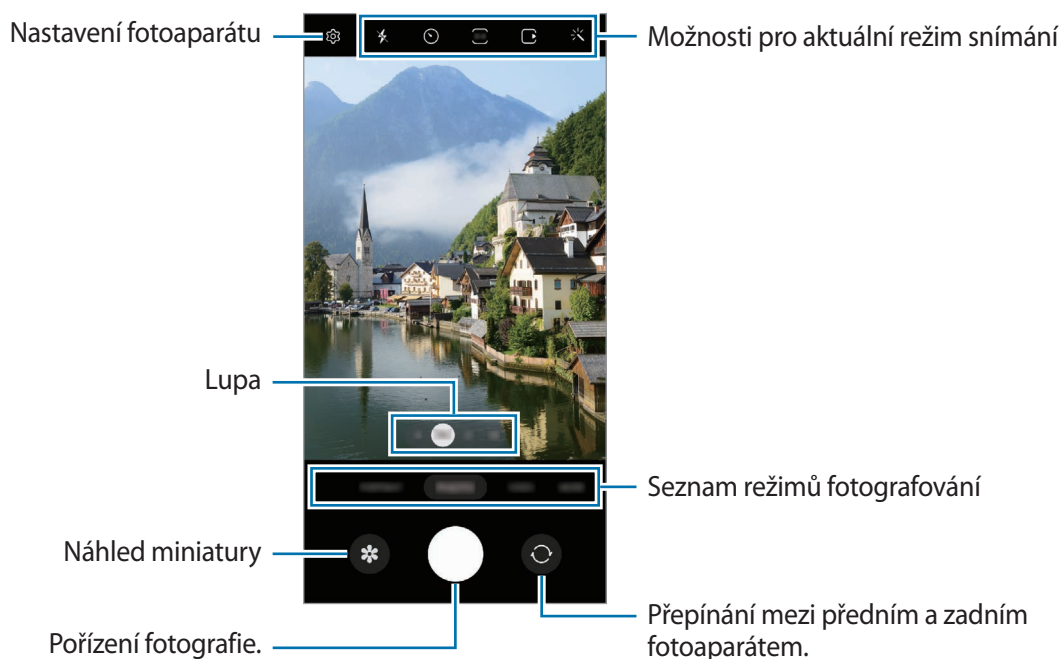 Nastavení fotoaparátu
Možnosti pro aktuální režim snímání
Lupa
Seznam režimů fotografování
Náhled miniatury
Pořízení fotografie.
Přepínání mezi předním a zadním
fotoaparátem.